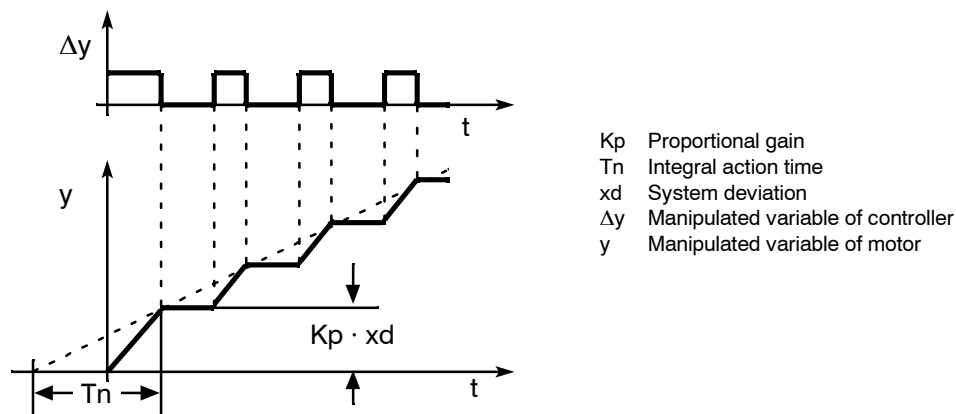 Δy
t
y
Kp · xd
Tn
t
Kp Proportional gain
Tn Integral action time
xd System deviation
Δy Manipulated variable of controller
y Manipulated variable of motor